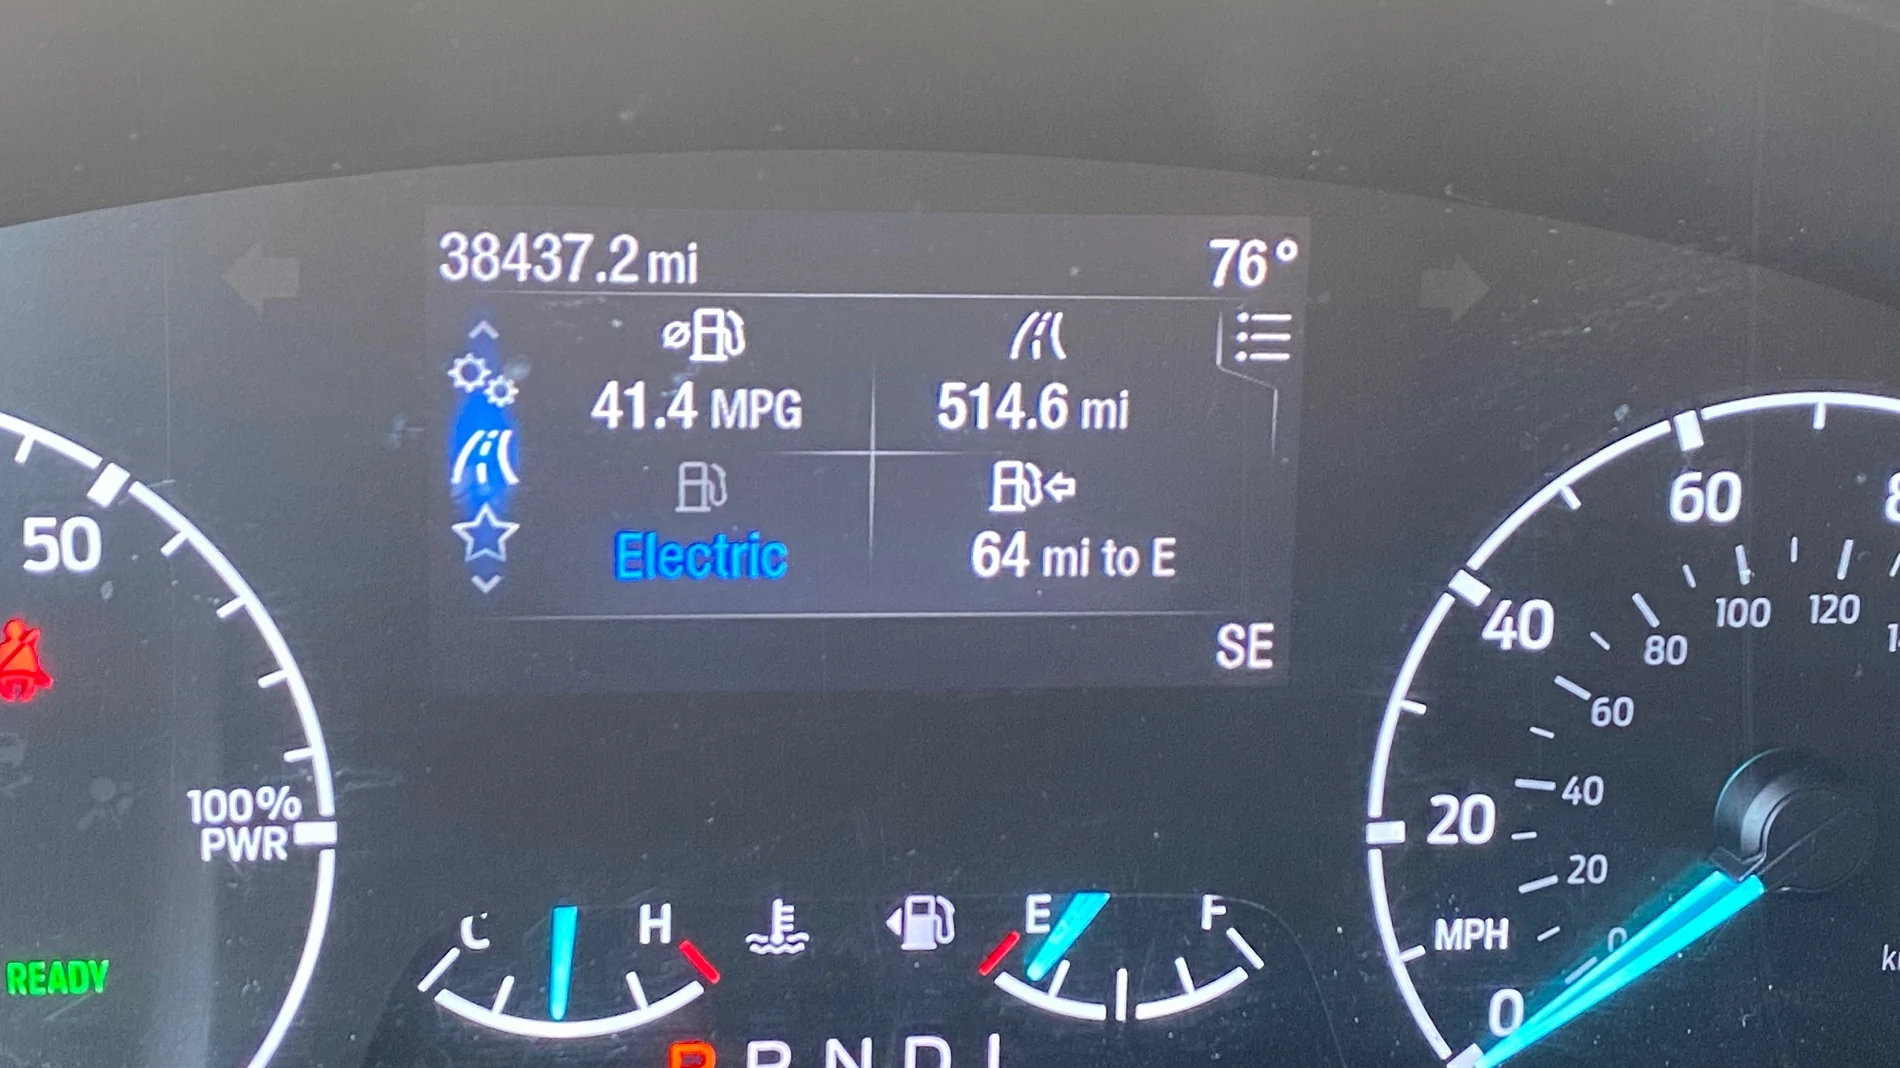 38437.2 mi 76°
41.4 MPG 514.6 mi
Electric 64 mi to E
SE
50
100%
PWR
READY
C H
E F
P R N D L
60
40
20
0
MPH
120
100
80
60
40
20
0